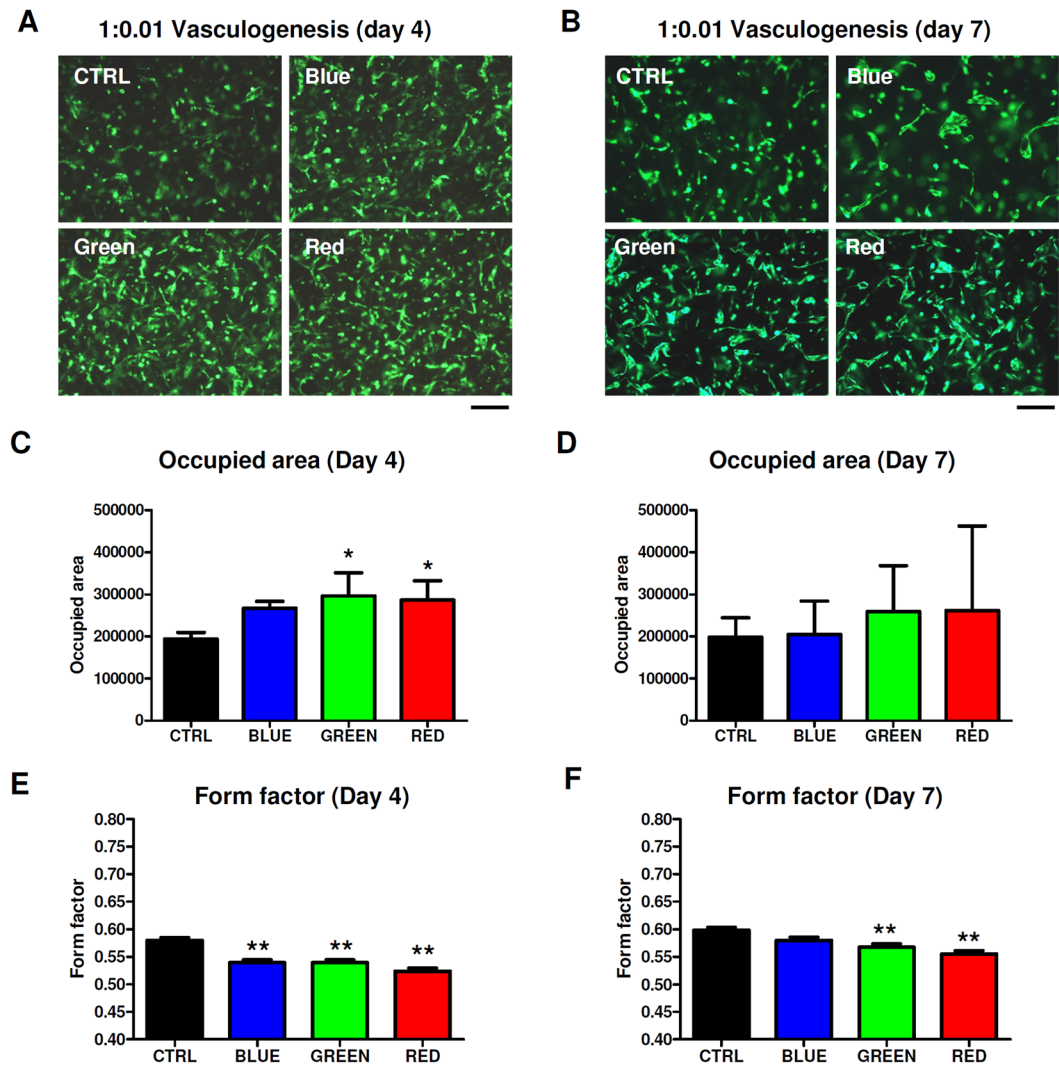 A
1:0.01 Vasculogenesis (day 4)
CTRL
Blue
Green
Red
B
1:0.01 Vasculogenesis (day 7)
CTRL
Blue
Green
Red
C
Occupied area (Day 4)
Occupied area
500000
400000
300000
200000
100000
0
*
*
CTRL BLUE GREEN RED
D
Occupied area (Day 7)
Occupied area
500000
400000
300000
200000
100000
0
CTRL BLUE GREEN RED
E
Form factor (Day 4)
Form factor
0.80
0.75
0.70
0.65
0.60
0.55
0.50
0.45
0.40
**
**
**
CTRL BLUE GREEN RED
F
Form factor (Day 7)
Form factor
0.80
0.75
0.70
0.65
0.60
0.55
0.50
0.45
0.40
**
**
CTRL BLUE GREEN RED